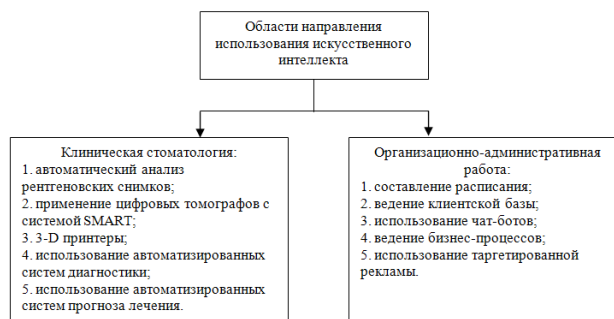 Области направления
использования искусственного
интеллекта
Клиническая стоматология:
1. автоматический анализ
рентгеновских снимков;
2. применение цифровых томографов с
системой SMART;
3. 3-D принтеры;
4. использование автоматизированных
систем диагностики;
5. использование автоматизированных
систем прогноза лечения.
Организационно-административная
работа:
1. составление расписания;
2. ведение клиентской базы;
3. использование чат-ботов;
4. ведение бизнес-процессов;
5. использование таргетированной
рекламы.